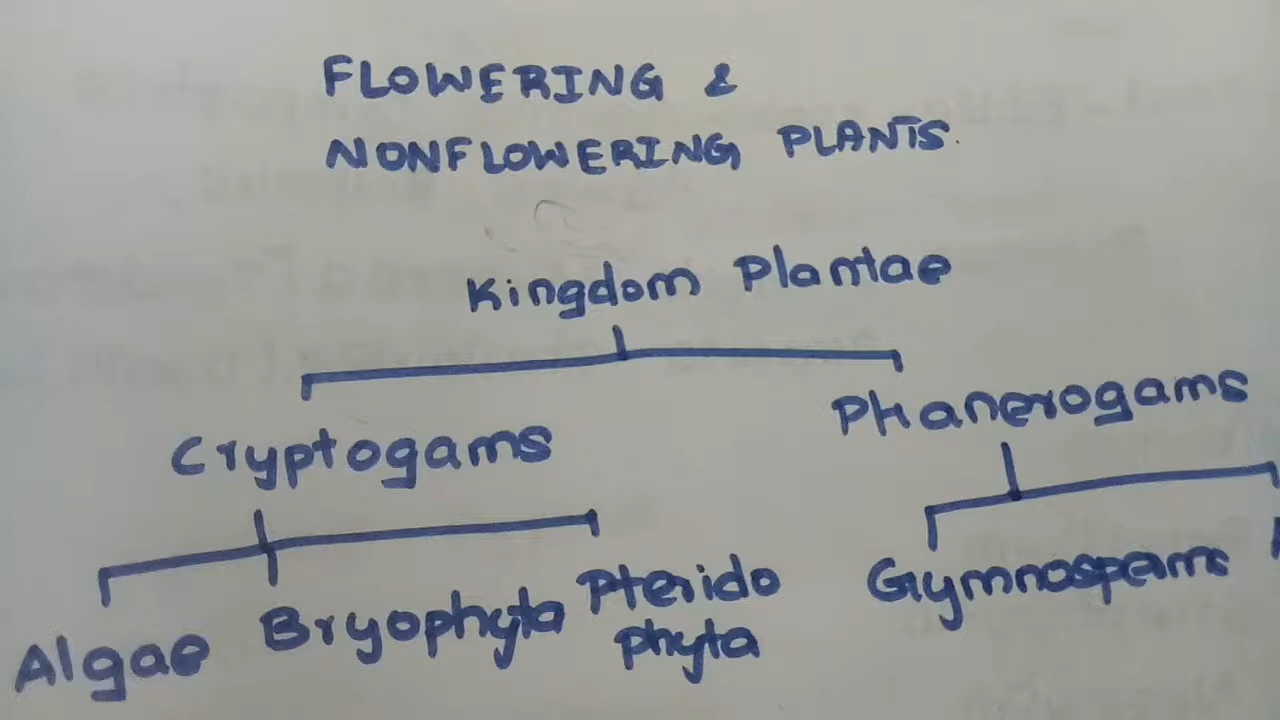 FLOWERING &
NONFLOWERING PLANTS.
Kingdom Plantae
Cryptogams
Phanerogams
Algae
Bryophyta
Pterido
phyta
Gymnosperms